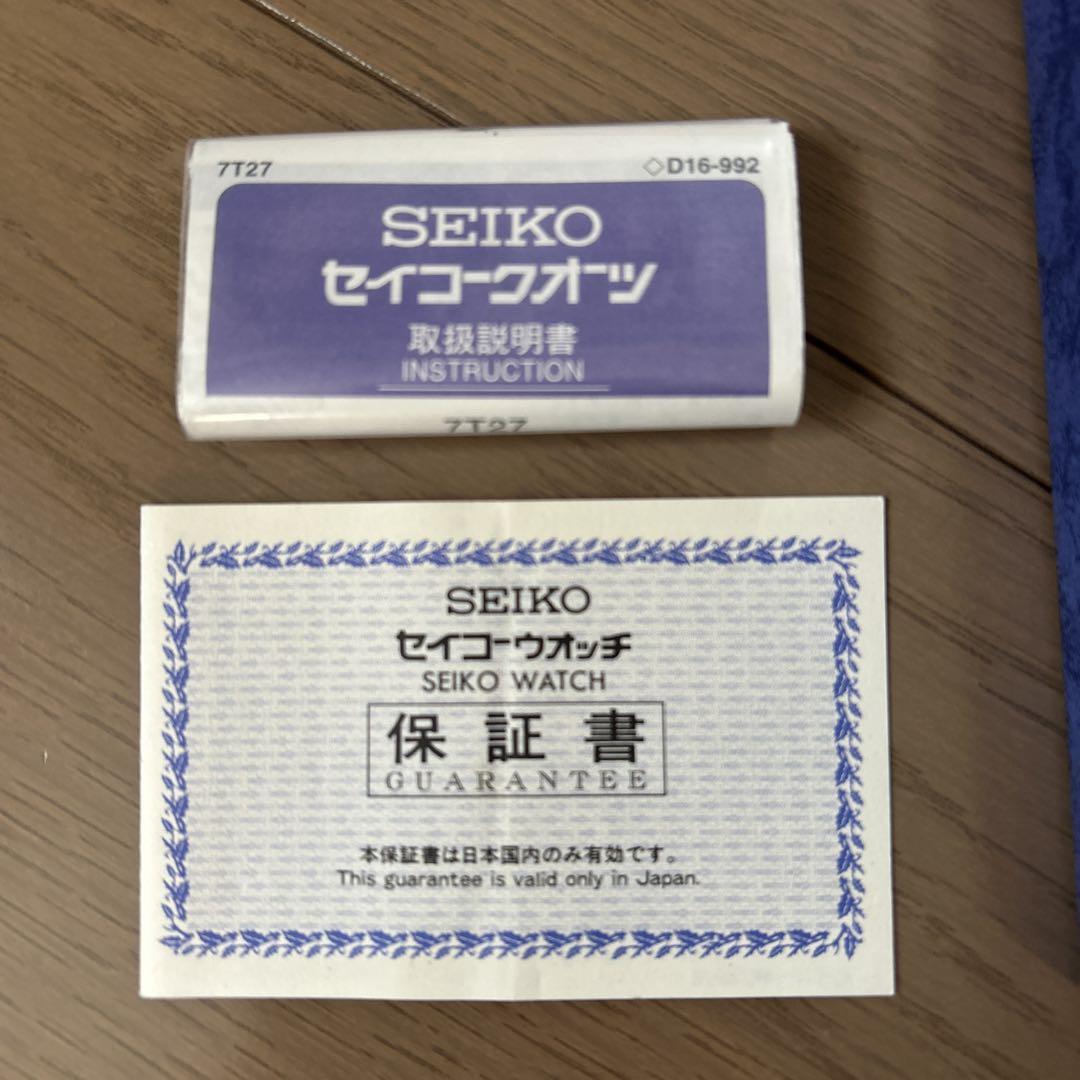 7T27 ◇D16-992
SEIKO
セイコークオーツ
取扱説明書
INSTRUCTION
7T27
SEIKO
セイコーウオッチ
SEIKO WATCH
保証書
GUARANTEE
本保証書は日本国内のみ有効です。
This guarantee is valid only in Japan.